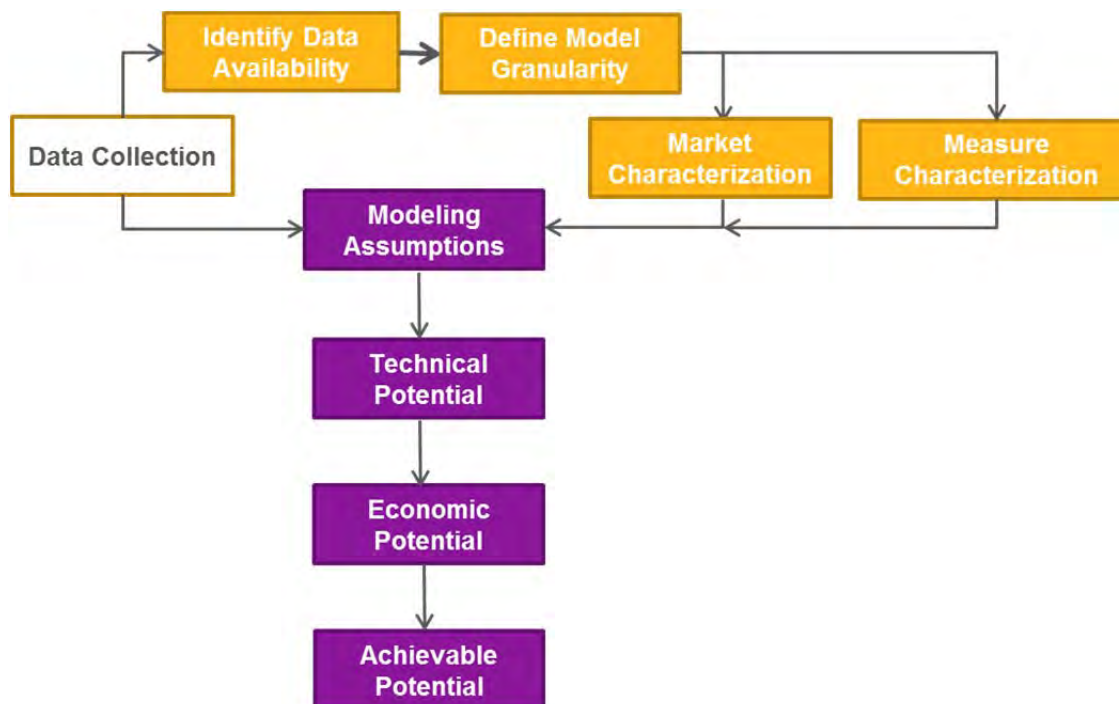 Identify Data
Availability
Define Model
Granularity
Data Collection
Market
Characterization
Measure
Characterization
Modeling
Assumptions
Technical
Potential
Economic
Potential
Achievable
Potential